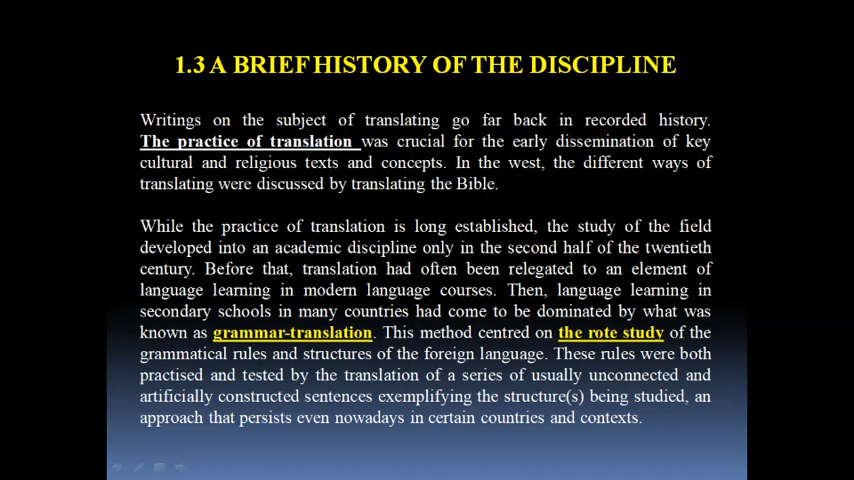 1.3 A BRIEF HISTORY OF THE DISCIPLINE
Writings on the subject of translating go far back in recorded history.
The practice of translation was crucial for the early dissemination of key
cultural and religious texts and concepts. In the west, the different ways of
translating were discussed by translating the Bible.
While the practice of translation is long established, the study of the field
developed into an academic discipline only in the second half of the twentieth
century. Before that, translation had often been relegated to an element of
language learning in modern language courses. Then, language learning in
secondary schools in many countries had come to be dominated by what was
known as grammar-translation. This method centred on the rote study of the
grammatical rules and structures of the foreign language. These rules were both
practised and tested by the translation of a series of usually unconnected and
artificially constructed sentences exemplifying the structure(s) being studied, an
approach that persists even nowadays in certain countries and contexts.